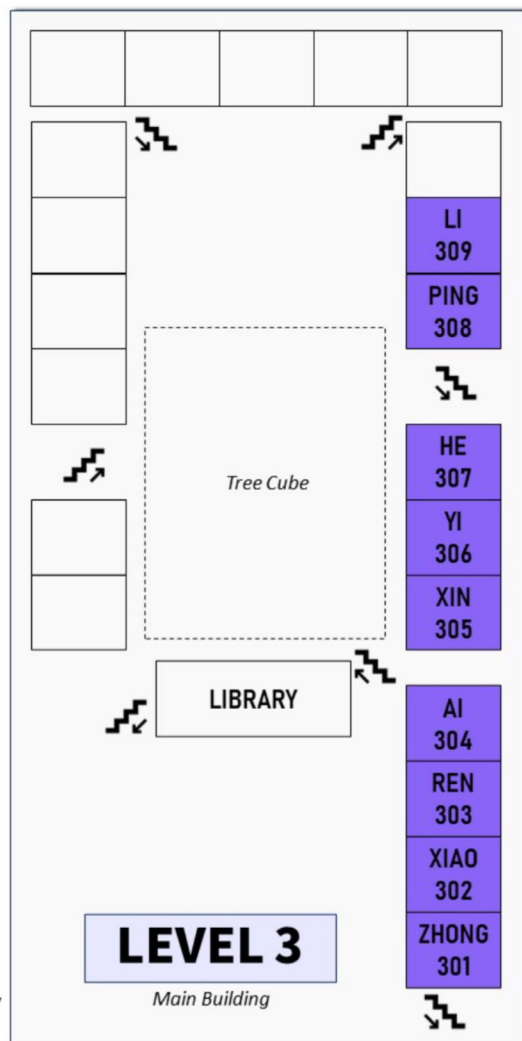 LI
309
PING
308
HE
307
Tree Cube
YI
306
XIN
305
LIBRARY
AI
304
REN
303
XIAO
302
LEVEL 3
ZHONG
301
Main Building